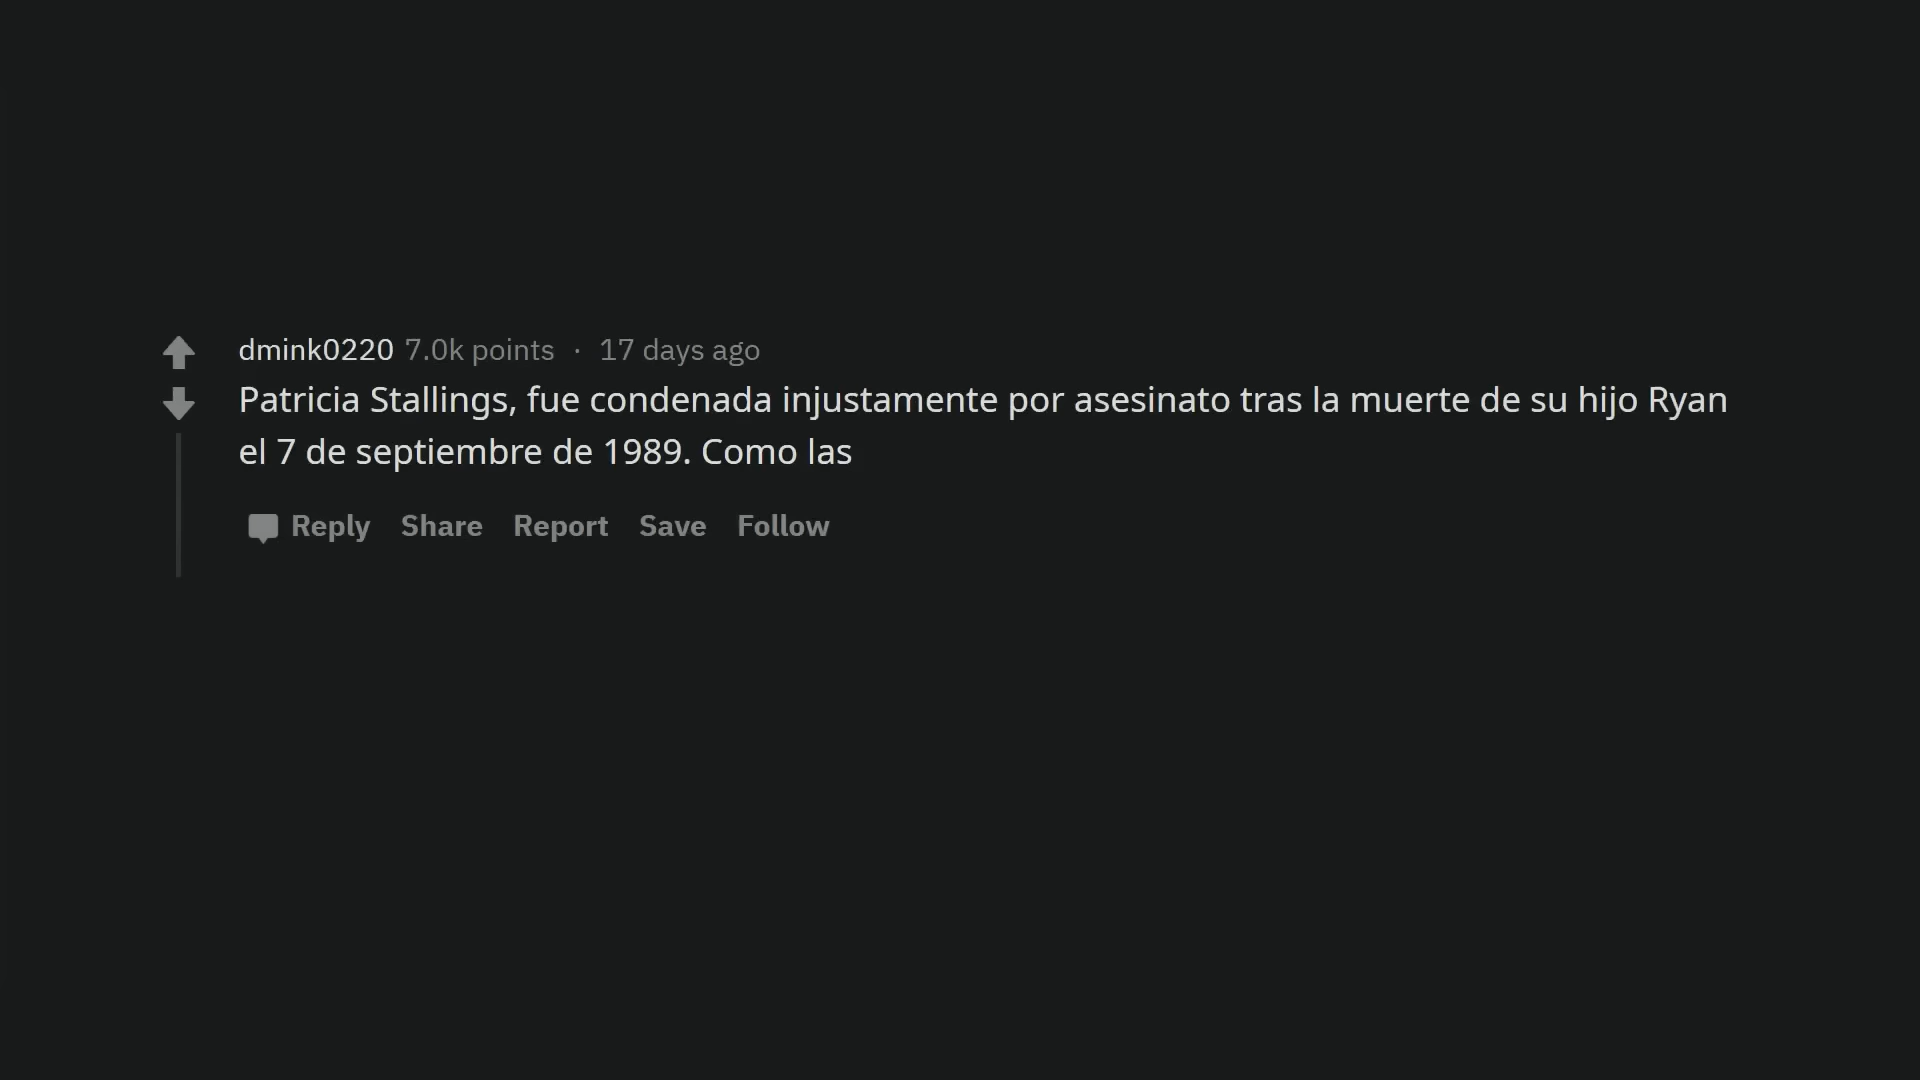 dmink0220 7.0k points · 17 days ago
Patricia Stallings, fue condenada injustamente por asesinato tras la muerte de su hijo Ryan
el 7 de septiembre de 1989. Como las
Reply Share Report Save Follow